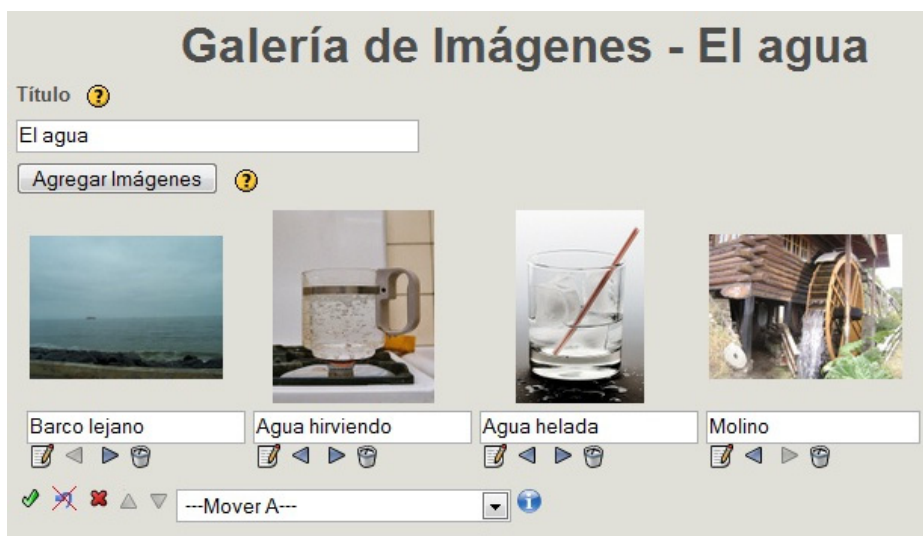 Galería de Imágenes - El agua
Título
El agua
Agregar Imágenes
Barco lejano
Agua hirviendo
Agua helada
Molino
---Mover A---